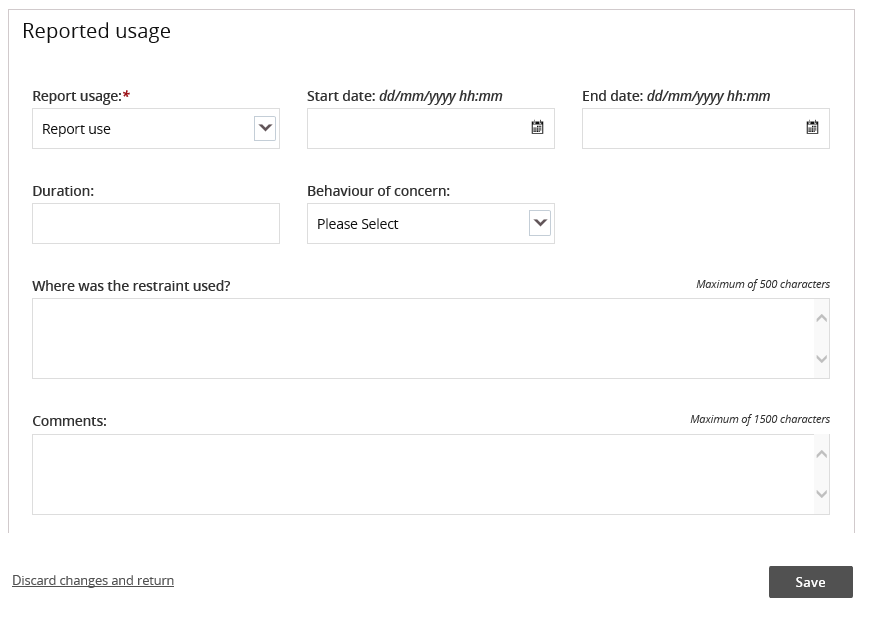 Reported usage
Report usage:* Start date: dd/mm/yyyy hh:mm End date: dd/mm/yyyy hh:mm
Report use
Duration: Behaviour of concern:
Please Select
Where was the restraint used? Maximum of 500 characters
Comments: Maximum of 1500 characters
Discard changes and return Save